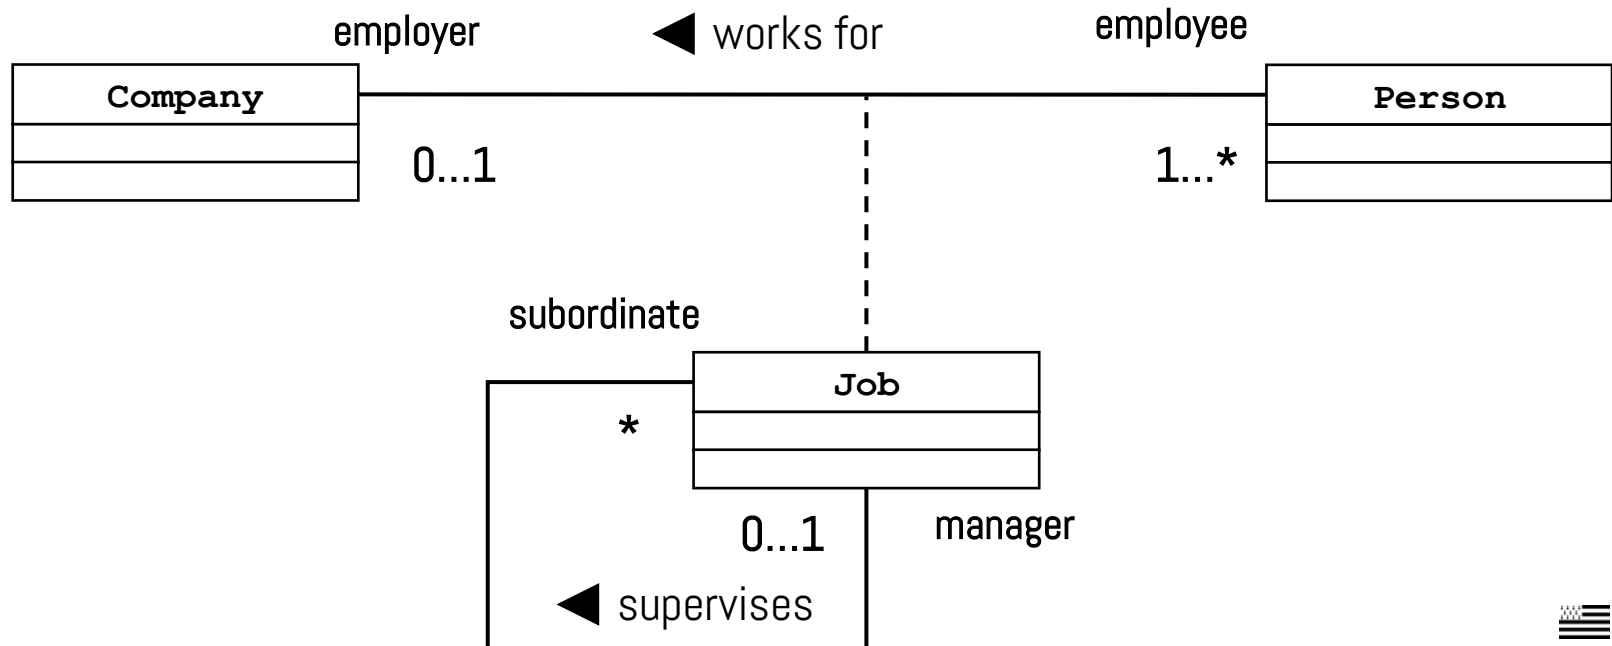 employer
◀ works for
employee
Company
Person
0...1
1...*
subordinate
Job
*
0...1
manager
◀ supervises